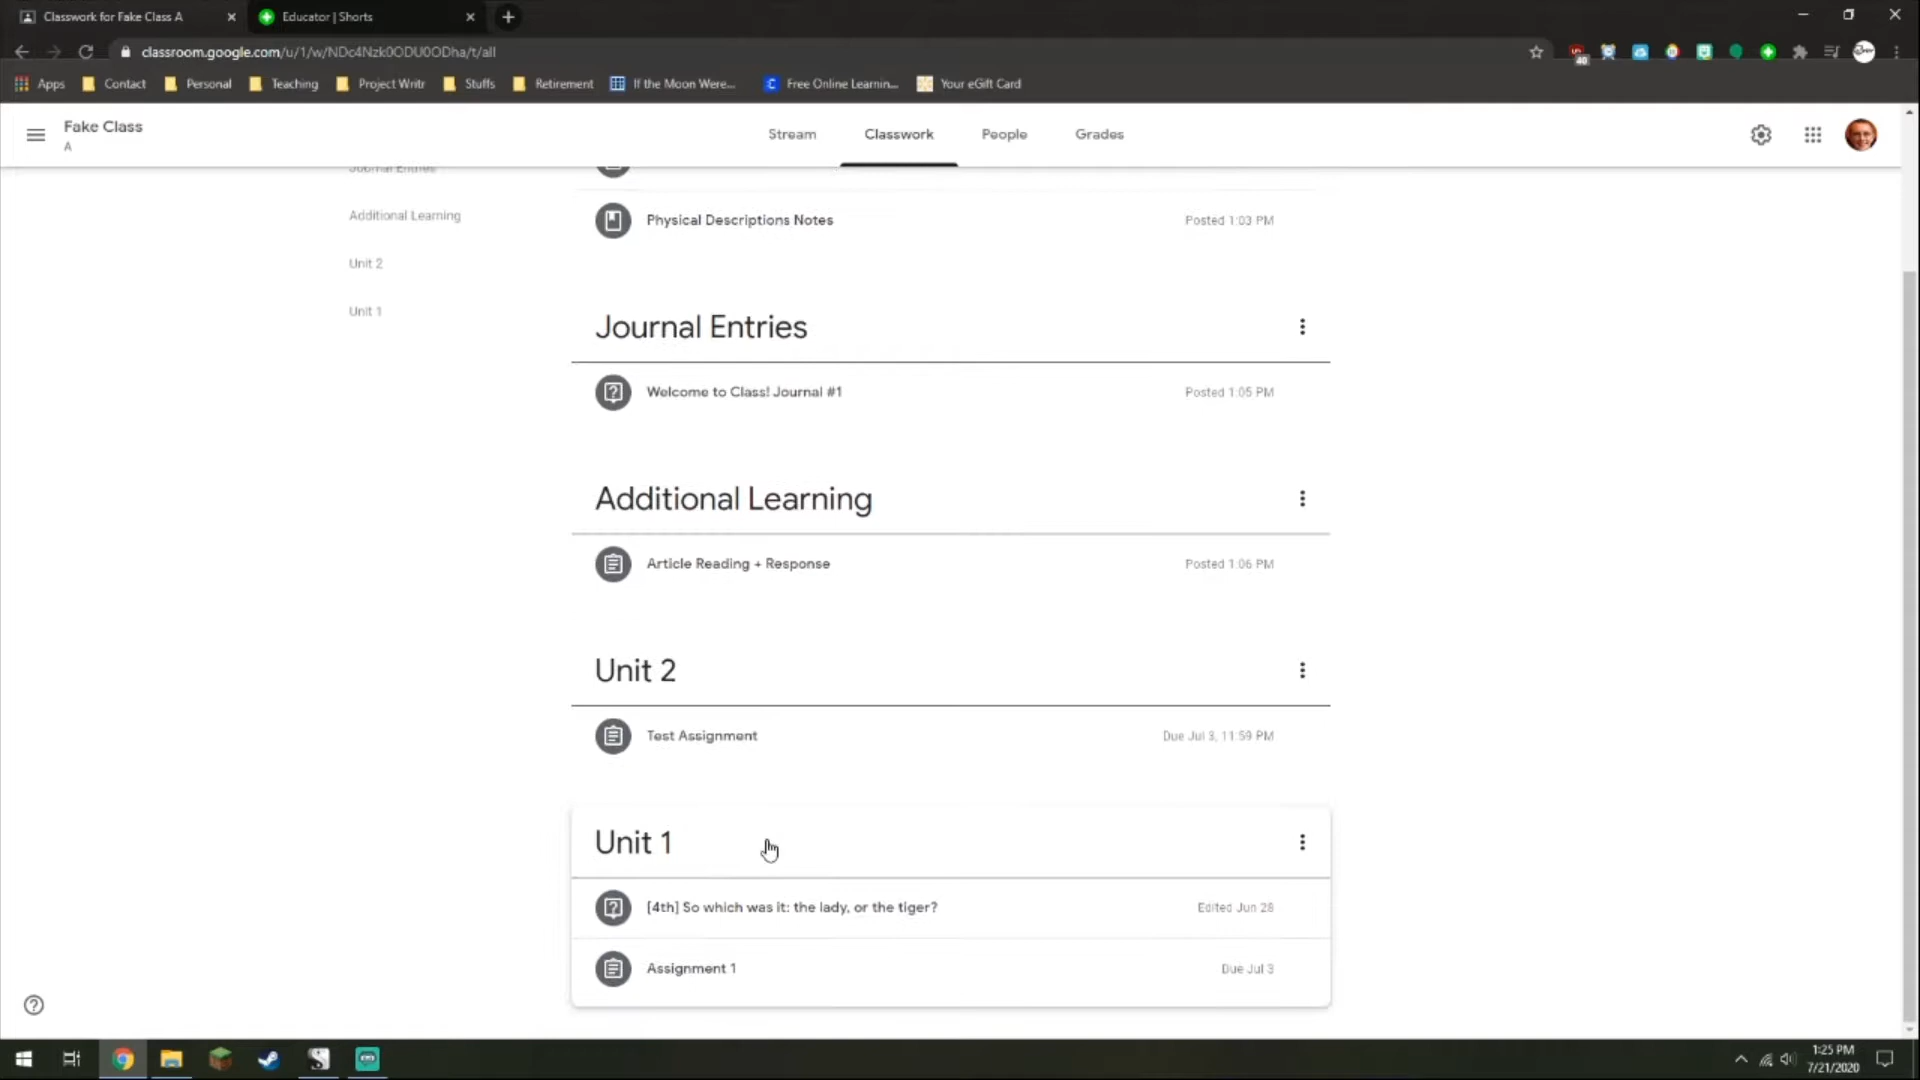 Classwork for Fake Class A
Educator | Shorts
classroom.google.com/u/1/w/NDc4Nzk0ODU0ODha/t/all
40
Apps
Contact
Personal
Teaching
Project Writr
Stuffs
Retirement
If the Moon Were...
Free Online Learnin...
Your eGift Card
Fake Class
A
Stream
Classwork
People
Grades
Journal Entries
Additional Learning
Unit 2
Unit 1
Physical Descriptions Notes
Posted 1:03 PM
Journal Entries
Welcome to Class! Journal #1
Posted 1:05 PM
Additional Learning
Article Reading + Response
Posted 1:06 PM
Unit 2
Test Assignment
Due Jul 3, 11:59 PM
Unit 1
[4th] So which was it: the lady, or the tiger?
Edited Jun 28
Assignment 1
Due Jul 3
1:25 PM
7/21/2020